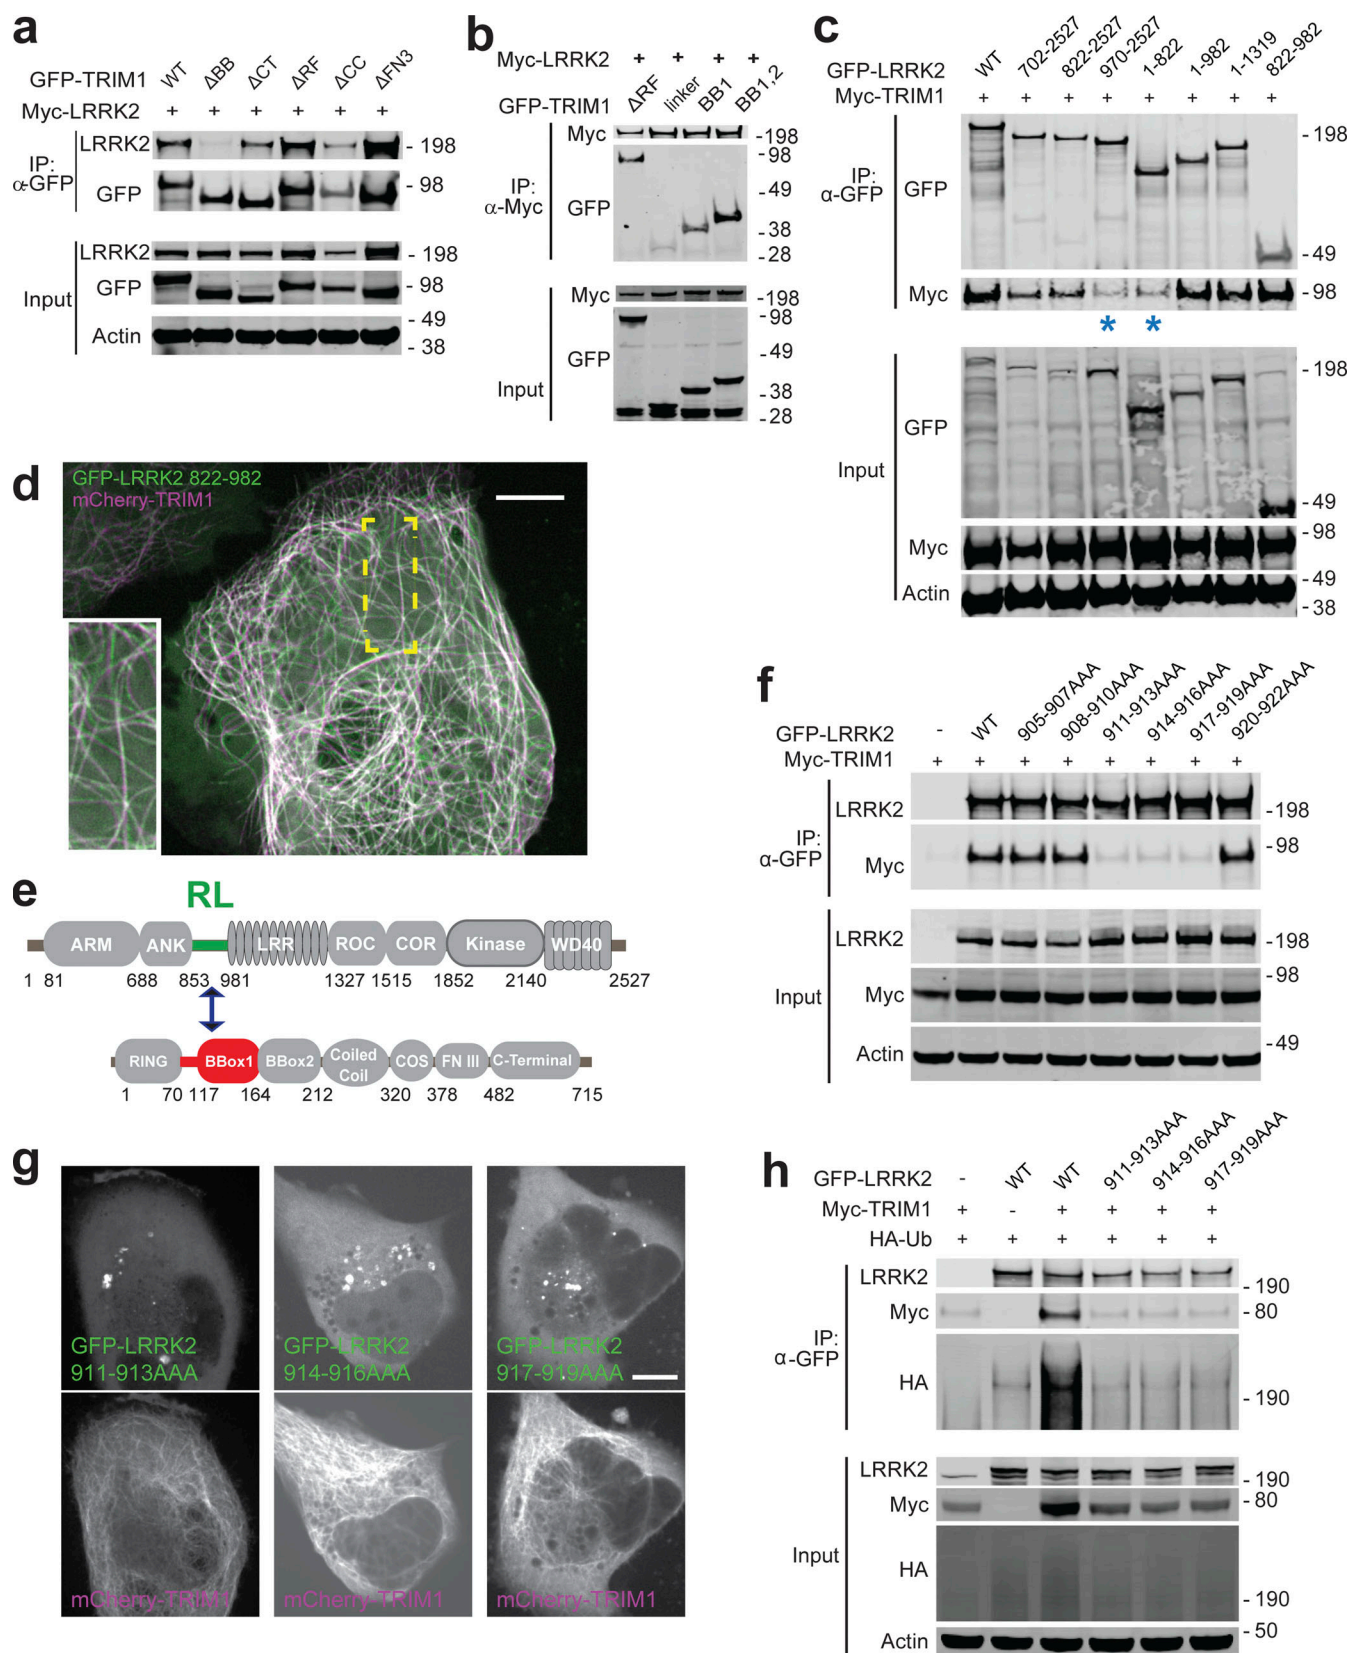 a
GFP-TRIM1 WT ΔBB ΔCT ΔRF ΔCC ΔFN3
Myc-LRRK2 + + + + + +
IP: α-GFP
LRRK2 - 198
GFP - 98
Input
LRRK2 - 198
GFP - 98
- 49
Actin
- 38
b
Myc-LRRK2 + + + +
GFP-TRIM1 ΔRF linker BB1 BB1,2
IP: α-Myc
Myc -198
-98
-49
GFP
-38
-28
Input
Myc -198
-98
GFP
-49
-38
-28
c
GFP-LRRK2 WT 702-2527 822-2527 970-2527 1-822 1-982 1-1319 822-982
Myc-TRIM1 + + + + + + + +
IP: α-GFP
-198
GFP
-49
Myc -98
* *
Input
-198
GFP
-49
-98
Myc
-49
Actin
-38
d
GFP-LRRK2 822-982
mCherry-TRIM1
e
RL
ARM ANK LRR ROC COR Kinase WD40
1 81 688 853 981 1327 1515 1852 2140 2527
RING BBox1 BBox2 Coiled Coil COS FN III C-Terminal
1 70 117 164 212 320 378 482 715
f
GFP-LRRK2 - WT 905-907AAA 908-910AAA 911-913AAA 914-916AAA 917-919AAA 920-922AAA
Myc-TRIM1 + + + + + + + +
IP: α-GFP
LRRK2 -198
Myc -98
Input
LRRK2 -198
-98
Myc
Actin -49
g
GFP-LRRK2
911-913AAA
GFP-LRRK2
914-916AAA
GFP-LRRK2
917-919AAA
mCherry-TRIM1
mCherry-TRIM1
mCherry-TRIM1
h
GFP-LRRK2 - WT WT 911-913AAA 914-916AAA 917-919AAA
Myc-TRIM1 + - + + + +
HA-Ub + + + + + +
IP: α-GFP
LRRK2 - 190
Myc - 80
HA - 190
Input
LRRK2 - 190
Myc - 80
HA
- 190
Actin - 50